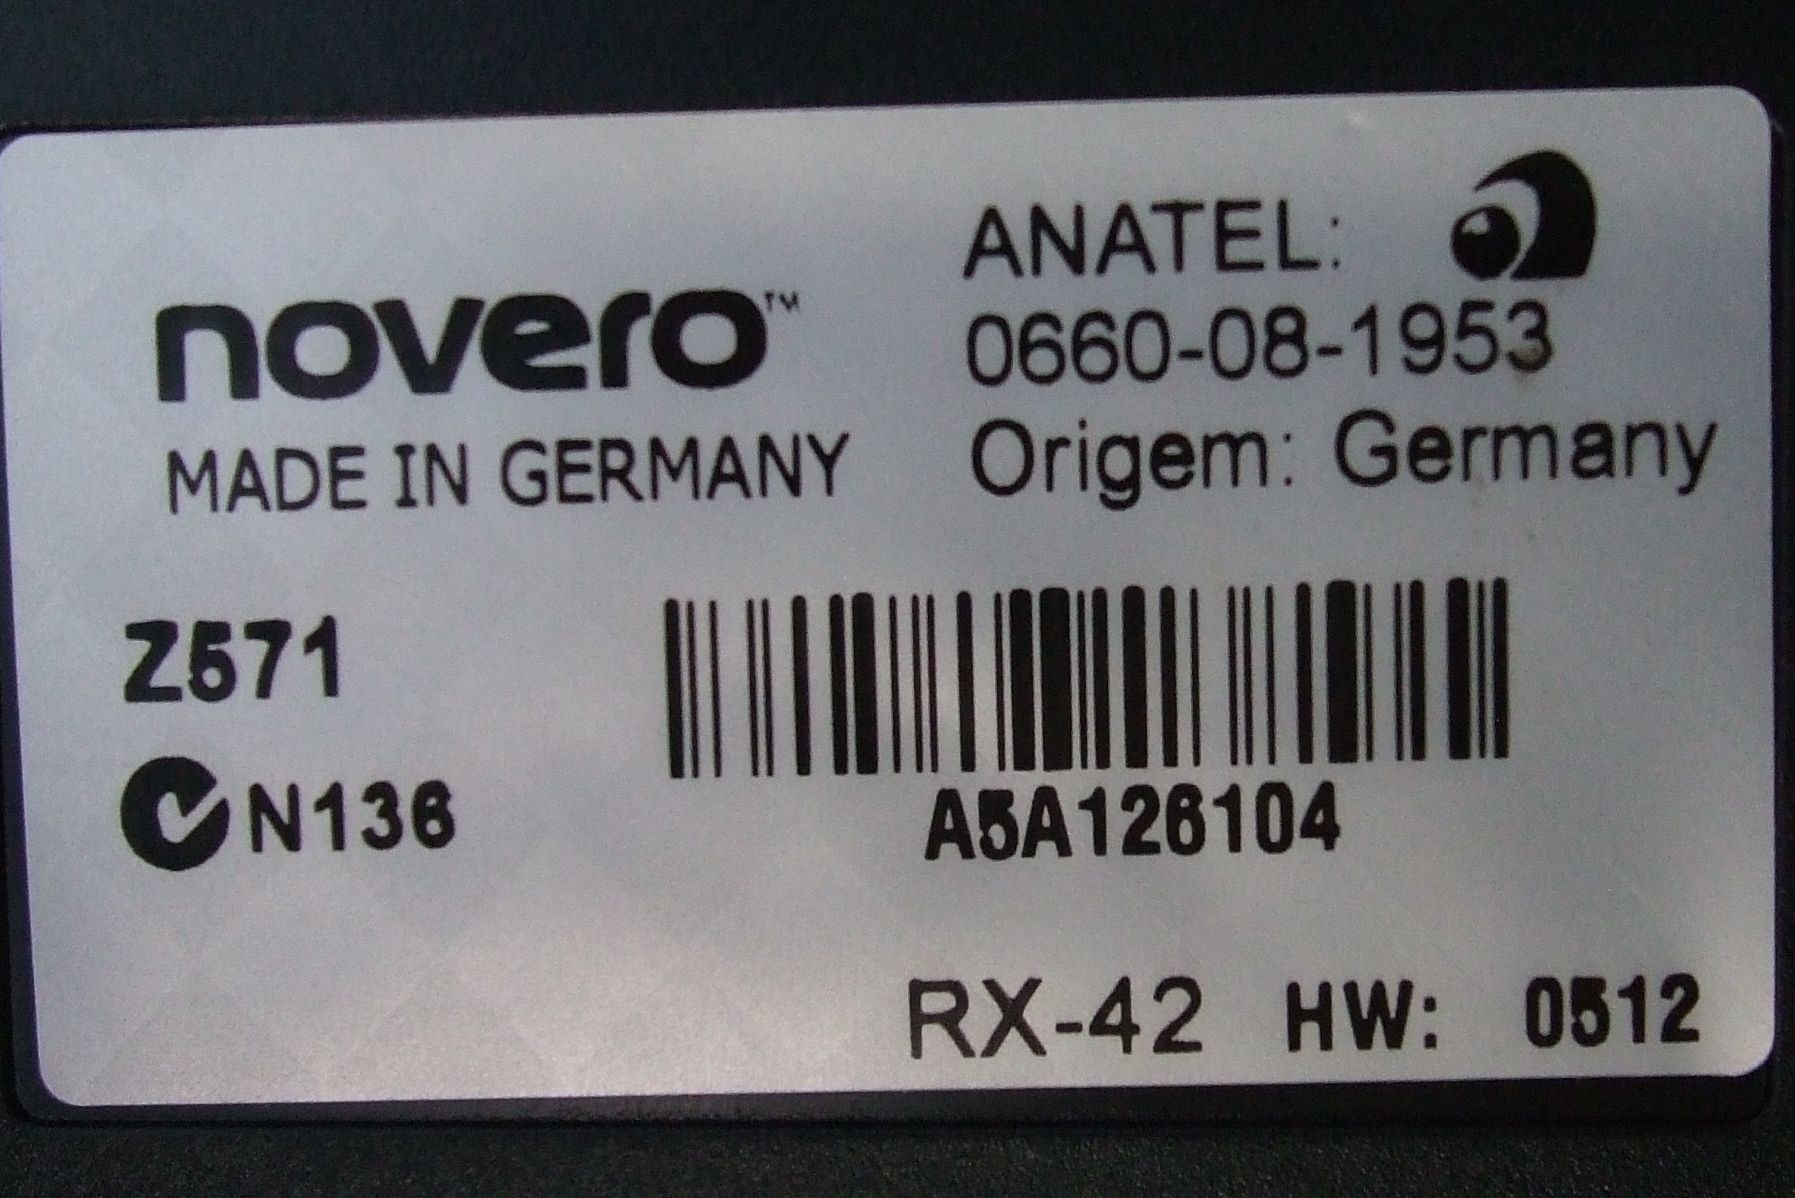 novero™
MADE IN GERMANY
ANATEL:
0660-08-1953
Origem: Germany
Z571
N136
A5A126104
RX-42 HW: 0512